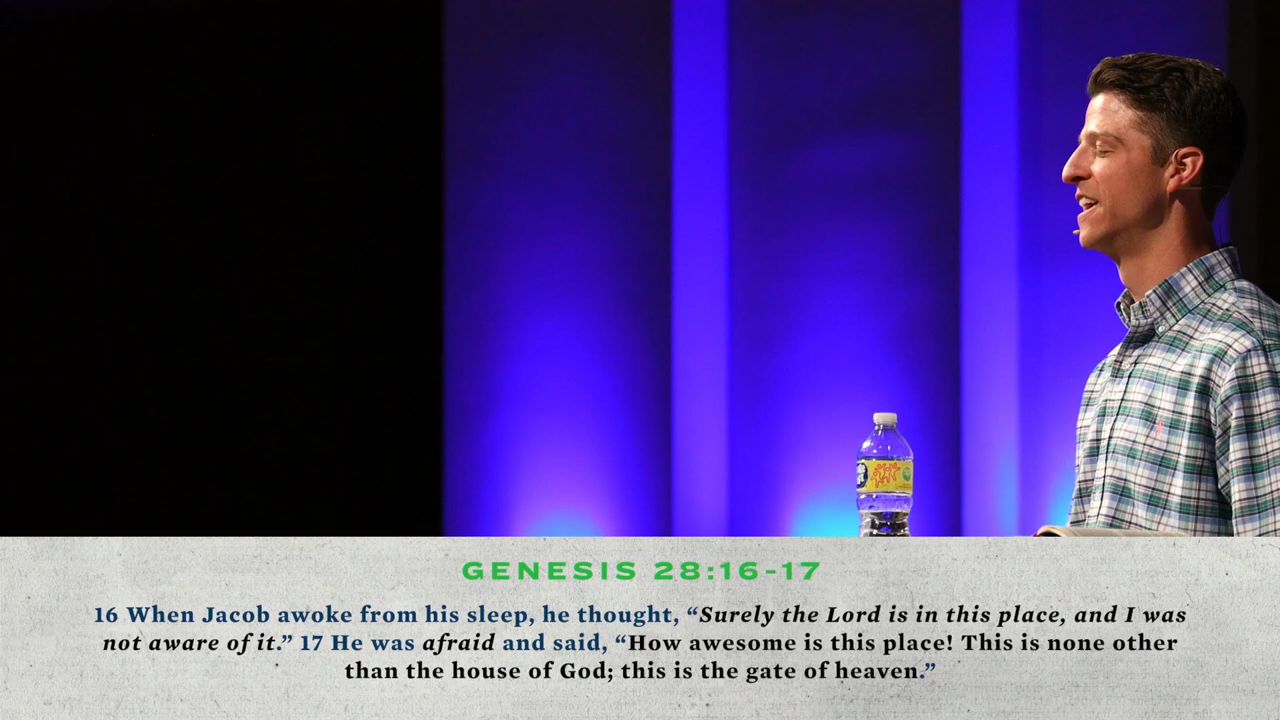 GENESIS 28:16-17
16 When Jacob awoke from his sleep, he thought, “Surely the Lord is in this place, and I was
not aware of it.” 17 He was afraid and said, “How awesome is this place! This is none other
than the house of God; this is the gate of heaven.”